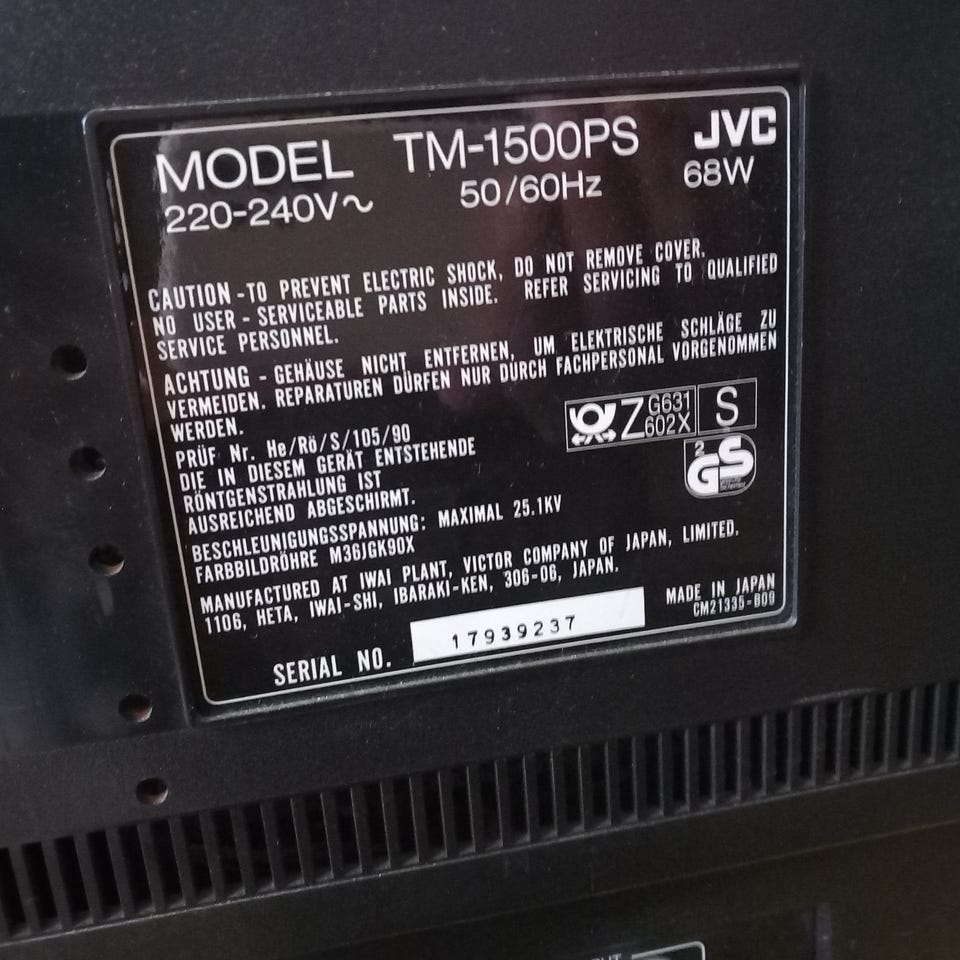 MODEL TM-1500PS JVC
220-240V~ 50/60Hz 68W
CAUTION - TO PREVENT ELECTRIC SHOCK, DO NOT REMOVE COVER.
NO USER - SERVICEABLE PARTS INSIDE. REFER SERVICING TO QUALIFIED
SERVICE PERSONNEL.
ACHTUNG - GEHÄUSE NICHT ENTFERNEN, UM ELEKTRISCHE SCHLÄGE ZU
VERMEIDEN. REPARATUREN DÜRFEN NUR DURCH FACHPERSONAL VORGENOMMEN
WERDEN.
PRÜF Nr. He/Rö/S/105/90
DIE IN DIESEM GERÄT ENTSTEHENDE
RÖNTGENSTRAHLUNG IST
AUSREICHEND ABGESCHIRMT.
Z G631 602X S
2 GS
BESCHLEUNIGUNGSSPANNUNG: MAXIMAL 25.1KV
FARBBILDRÖHRE M36JGK90X
MANUFACTURED AT IWAI PLANT, VICTOR COMPANY OF JAPAN, LIMITED.
1106, HETA, IWAI-SHI, IBARAKI-KEN, 306-06, JAPAN.
MADE IN JAPAN
CM21335-B09
SERIAL NO. 17939237